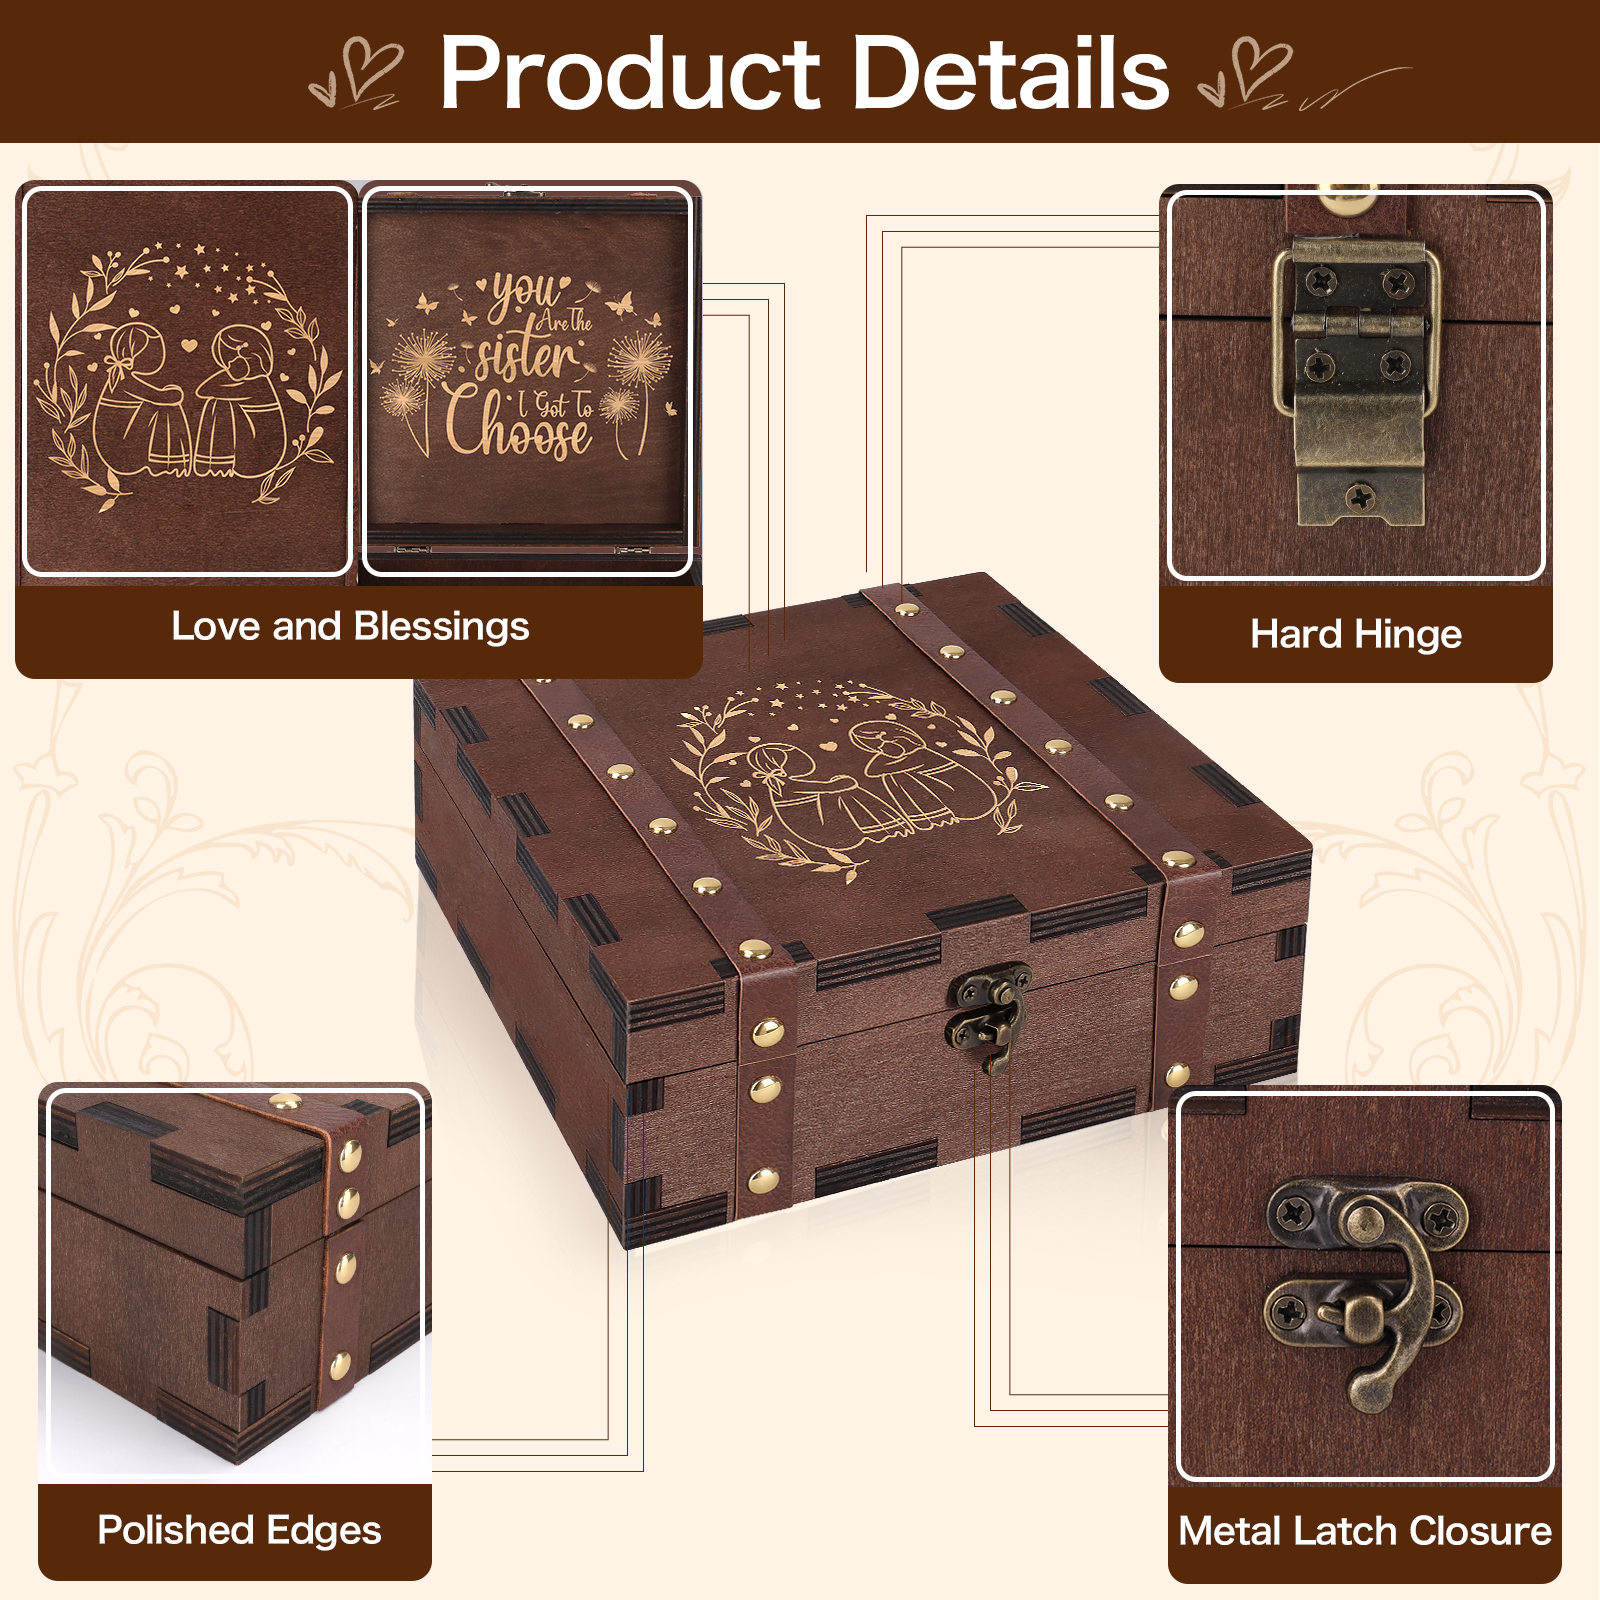 Product Details
you
Are The
sister
I Got To
Choose
Love and Blessings
Hard Hinge
Polished Edges
Metal Latch Closure